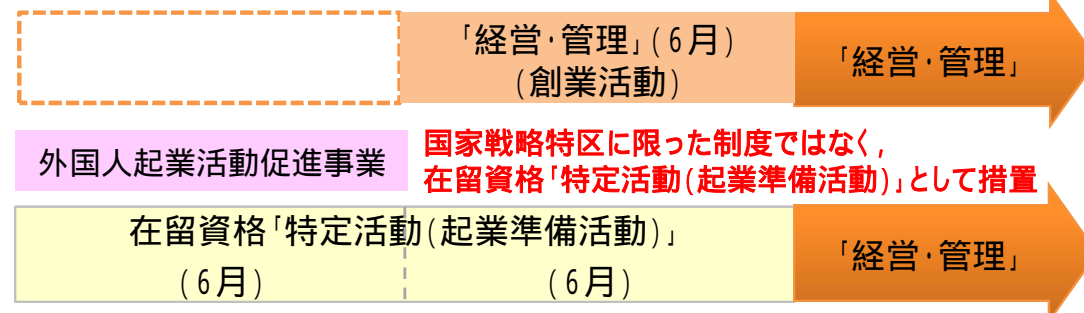 「経営・管理」(6月)
(創業活動)
「経営・管理」
外国人起業活動促進事業
国家戦略特区に限った制度ではなく,
在留資格「特定活動(起業準備活動)」として措置
在留資格「特定活動(起業準備活動)」
(6月)
(6月)
「経営・管理」